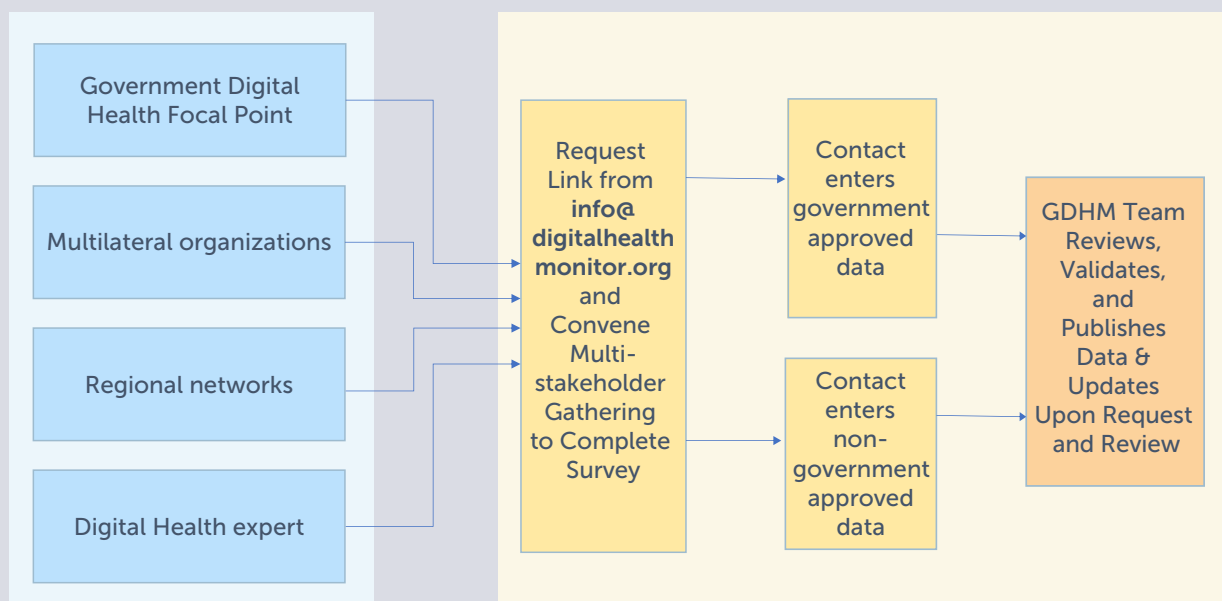 Government Digital
Health Focal Point
Multilateral organizations
Regional networks
Digital Health expert
Request
Link from
info@
digitalhealth
monitor.org
and
Convene
Multi-
stakeholder
Gathering
to Complete
Survey
Contact
enters
government
approved
data
Contact
enters
non-
government
approved
data
GDHM Team
Reviews,
Validates,
and
Publishes
Data &
Updates
Upon Request
and Review